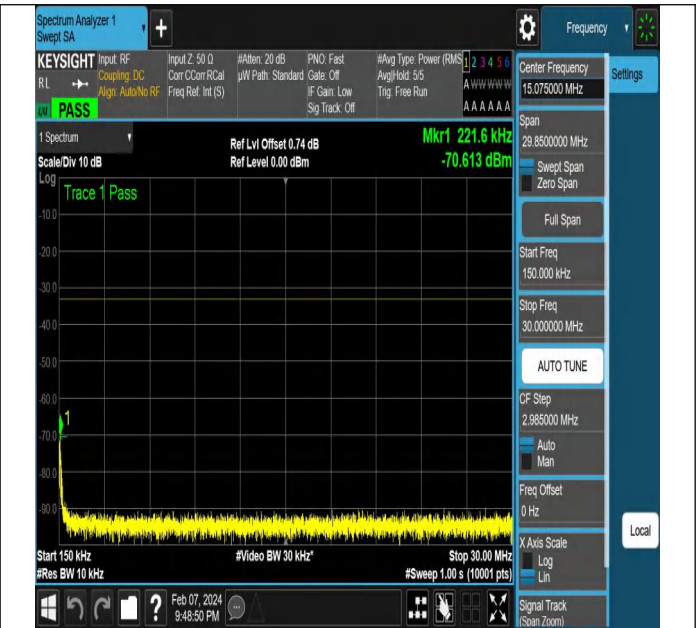 Spectrum Analyzer 1
Swept SA
+
Frequency
KEYSIGHT
RL
PASS
Input: RF
Coupling: DC
Align: Auto/No RF
Input Z: 50 Ω
Corr CCorr RCal
Freq Ref: Int (S)
#Atten: 20 dB
µW Path: Standard
PNO: Fast
Gate: Off
IF Gain: Low
Sig Track: Off
#Avg Type: Power (RMS
Avg|Hold: 5/5
Trig: Free Run
1 2 3 4 5 6
A W W W W W
A A A A A A
1 Spectrum
Scale/Div 10 dB
Ref Lvl Offset 0.74 dB
Ref Level 0.00 dBm
Mkr1 221.6 kHz
-70.613 dBm
Log
Trace 1 Pass
-10.0
-20.0
-30.0
-40.0
-50.0
-60.0
-70.0
-80.0
-90.0
1
Start 150 kHz
#Res BW 10 kHz
#Video BW 30 kHz*
Stop 30.00 MHz
#Sweep 1.00 s (10001 pts)
Feb 07, 2024
9:48:50 PM
Center Frequency
15.075000 MHz
Settings
Span
29.8500000 MHz
Swept Span
Zero Span
Full Span
Start Freq
150.000 kHz
Stop Freq
30.000000 MHz
AUTO TUNE
CF Step
2.985000 MHz
Auto
Man
Freq Offset
0 Hz
X Axis Scale
Log
Lin
Local
Signal Track
(Span Zoom)